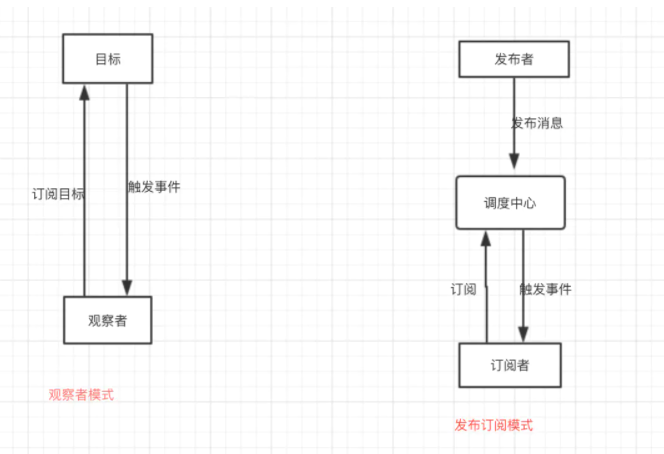 目标
订阅目标
触发事件
观察者
观察者模式
发布者
发布消息
调度中心
订阅
触发事件
订阅者
发布订阅模式